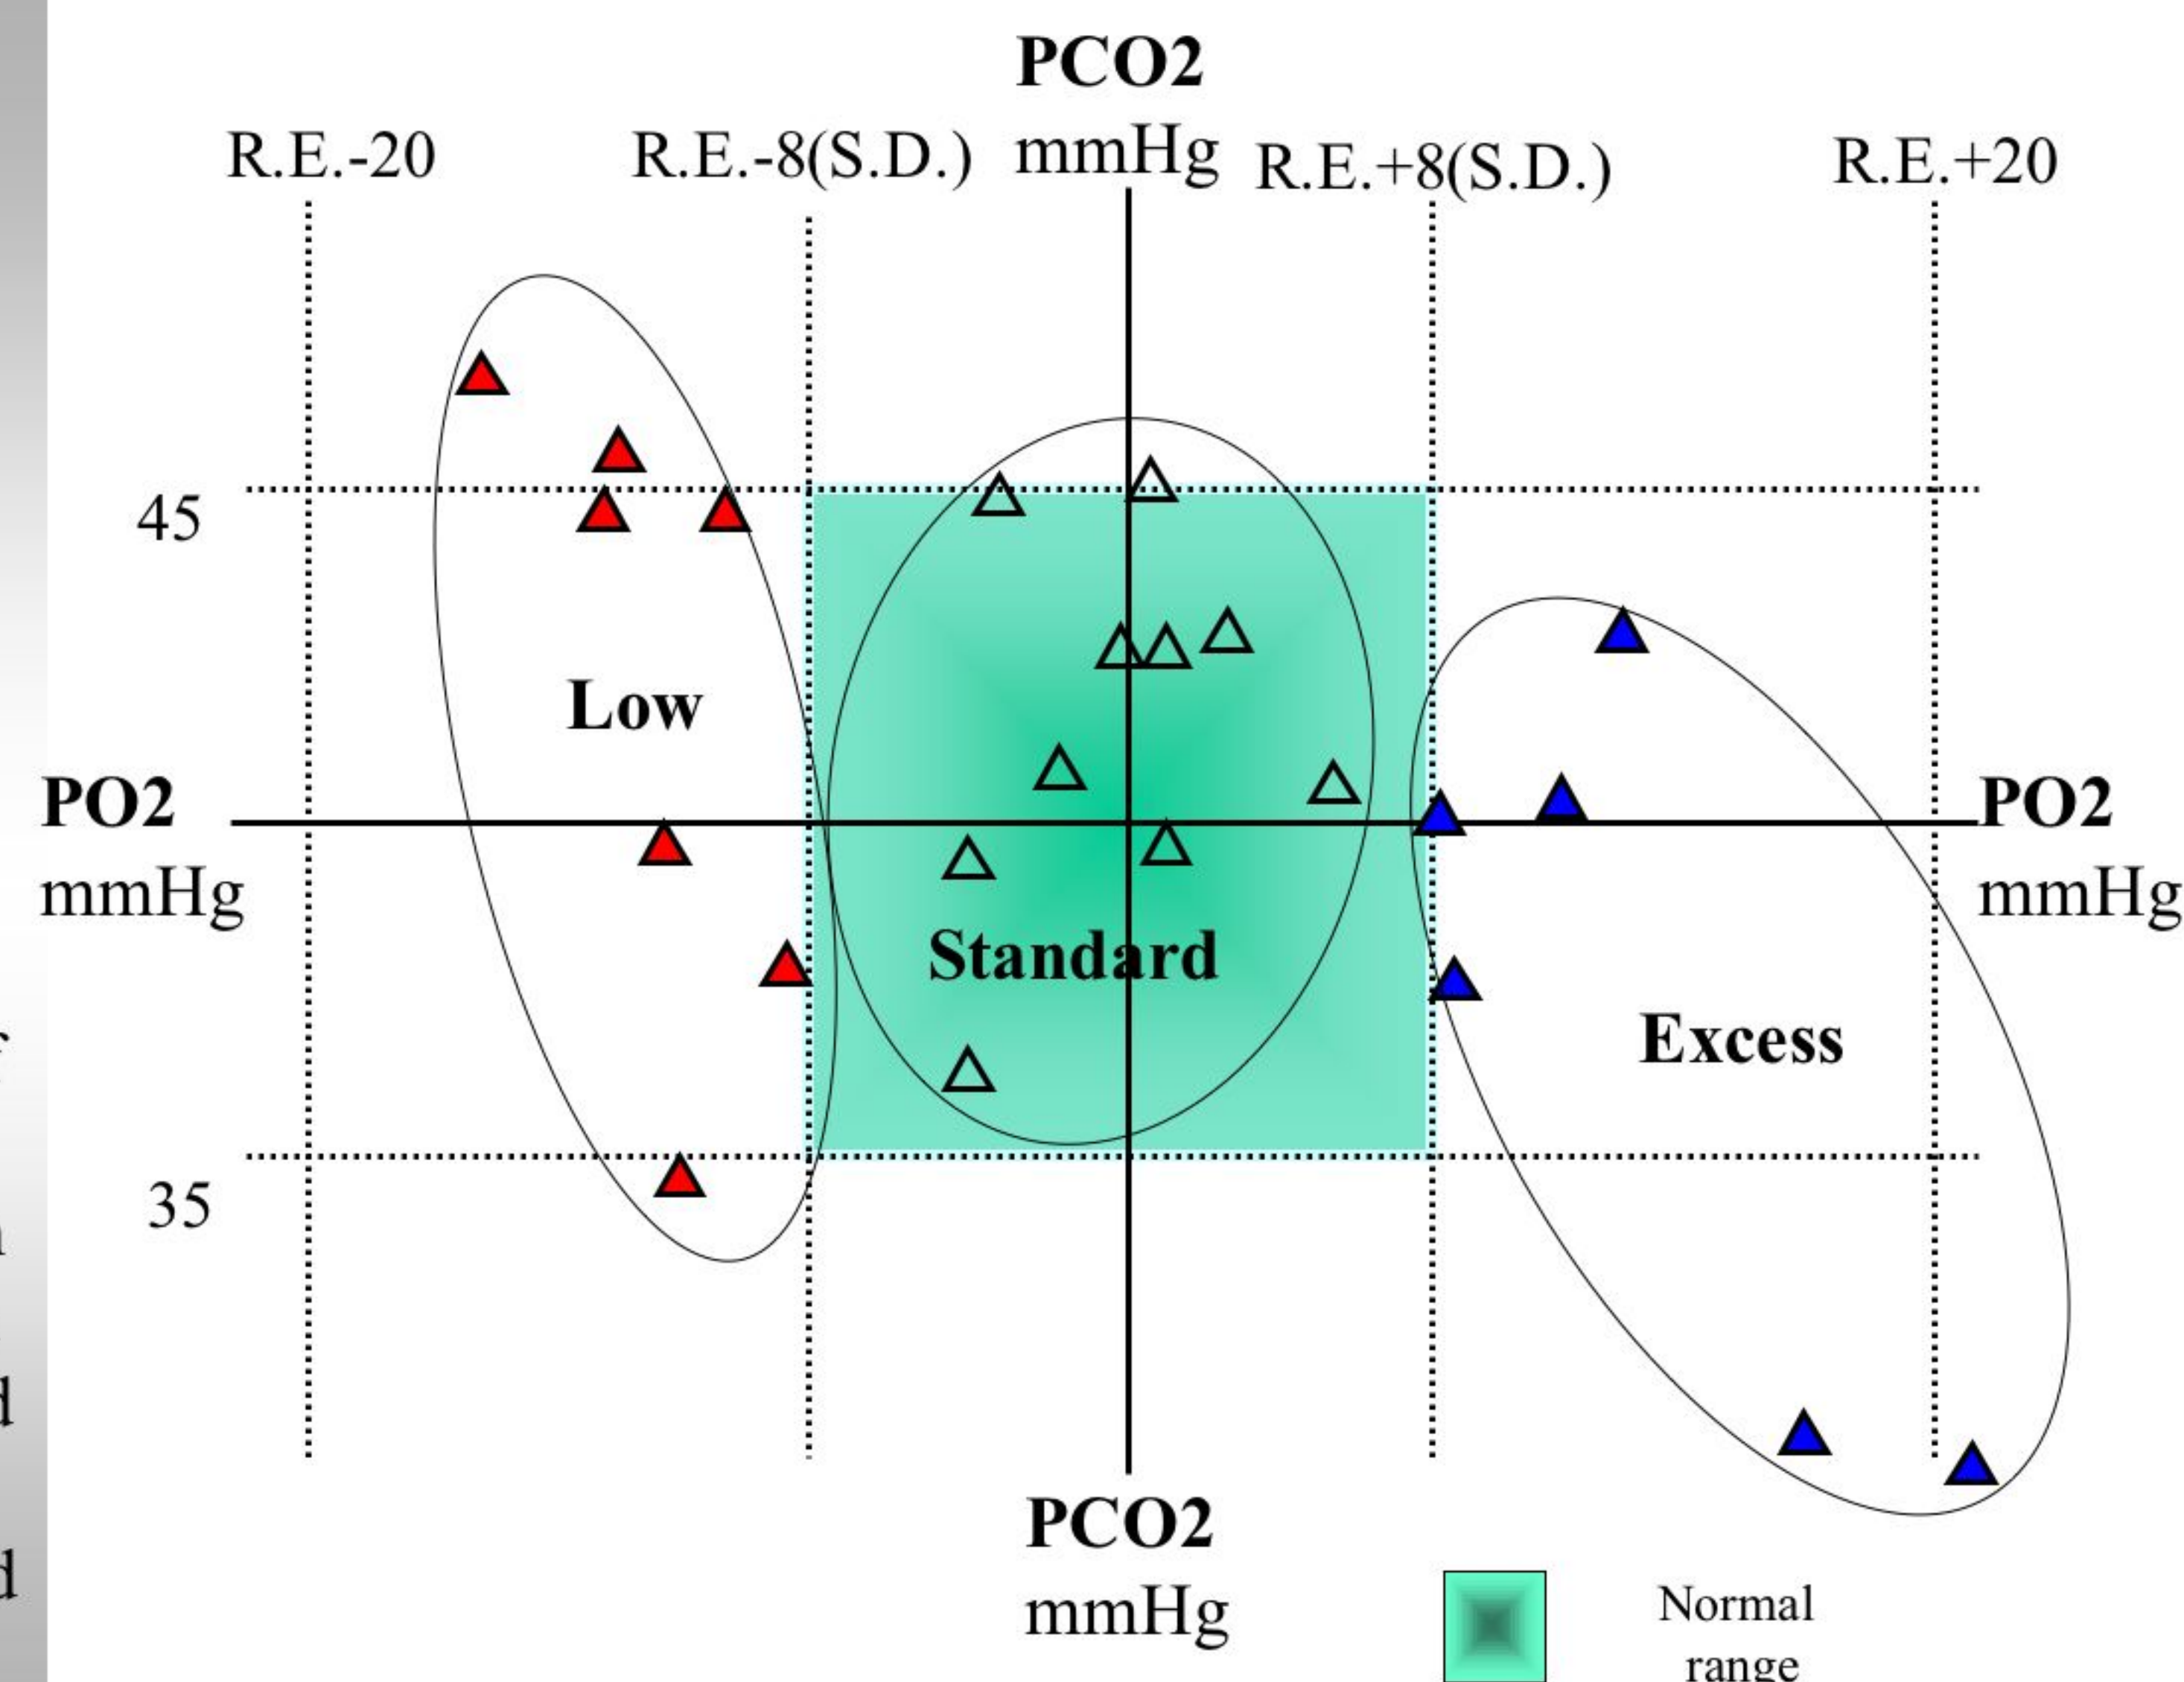 PCO2
mmHg
R.E.-20
R.E.-8(S.D.)
R.E.+8(S.D.)
R.E.+20
45
Low
PO2
mmHg
PO2
mmHg
Standard
Excess
35
PCO2
mmHg
Normal
range